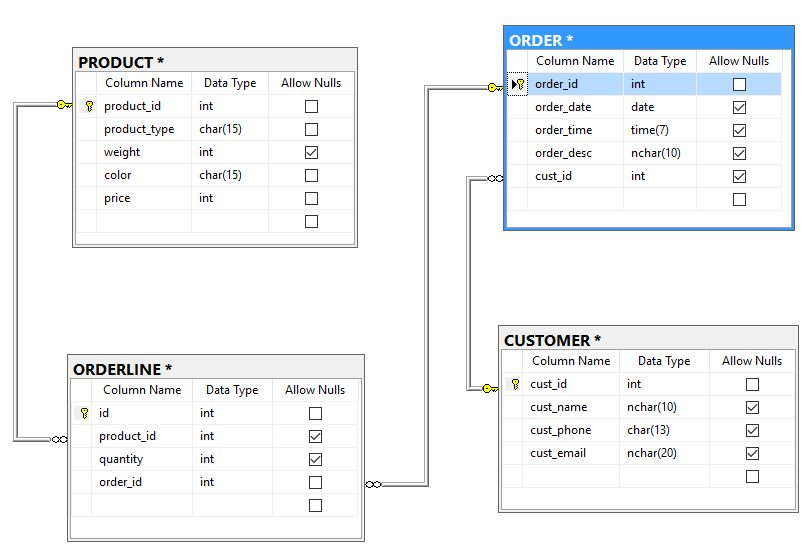 PRODUCT *
Column Name Data Type Allow Nulls
product_id int
product_type char(15)
weight int
color char(15)
price int
ORDER *
Column Name Data Type Allow Nulls
order_id int
order_date date
order_time time(7)
order_desc nchar(10)
cust_id int
ORDERLINE *
Column Name Data Type Allow Nulls
id int
product_id int
quantity int
order_id int
CUSTOMER *
Column Name Data Type Allow Nulls
cust_id int
cust_name nchar(10)
cust_phone char(13)
cust_email nchar(20)